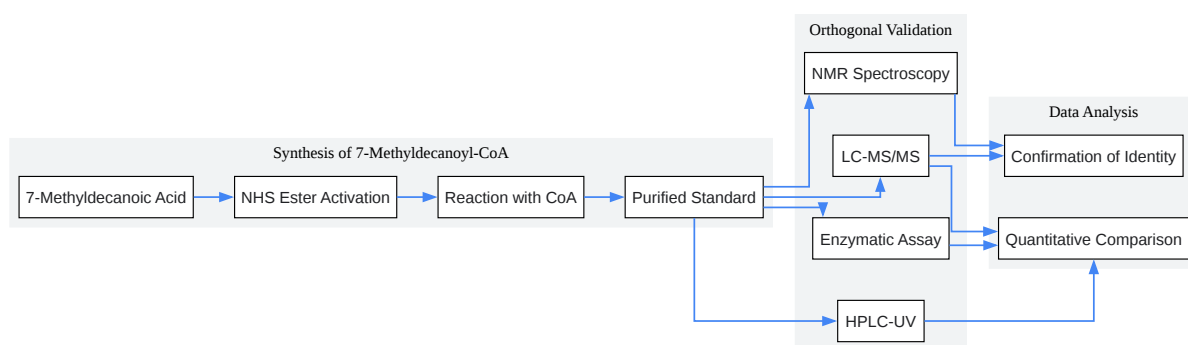 Synthesis of 7-Methyldecanoyl-CoA
7-Methyldecanoic Acid
NHS Ester Activation
Reaction with CoA
Purified Standard
Orthogonal Validation
NMR Spectroscopy
LC-MS/MS
Enzymatic Assay
HPLC-UV
Data Analysis
Confirmation of Identity
Quantitative Comparison